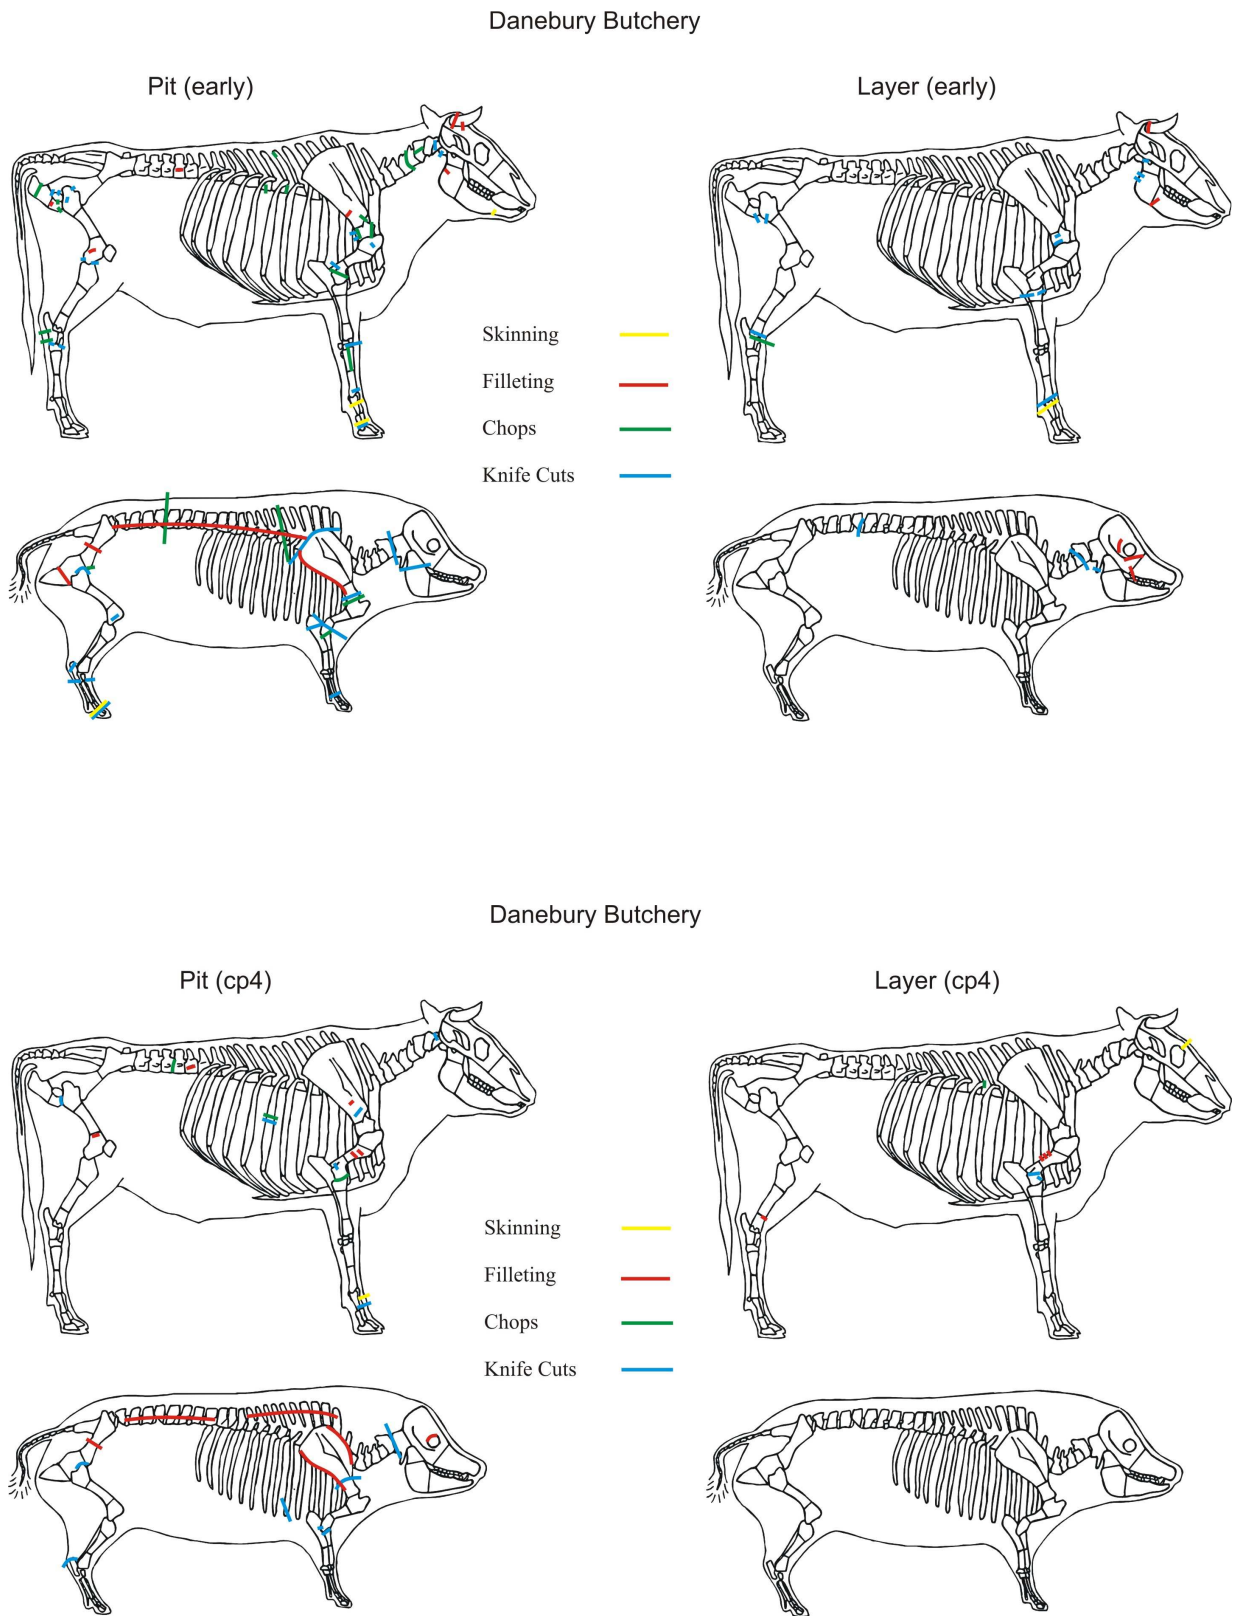 Danebury Butchery
Pit (early)
Layer (early)
Skinning
Filleting
Chops
Knife Cuts
Danebury Butchery
Pit (cp4)
Layer (cp4)
Skinning
Filleting
Chops
Knife Cuts